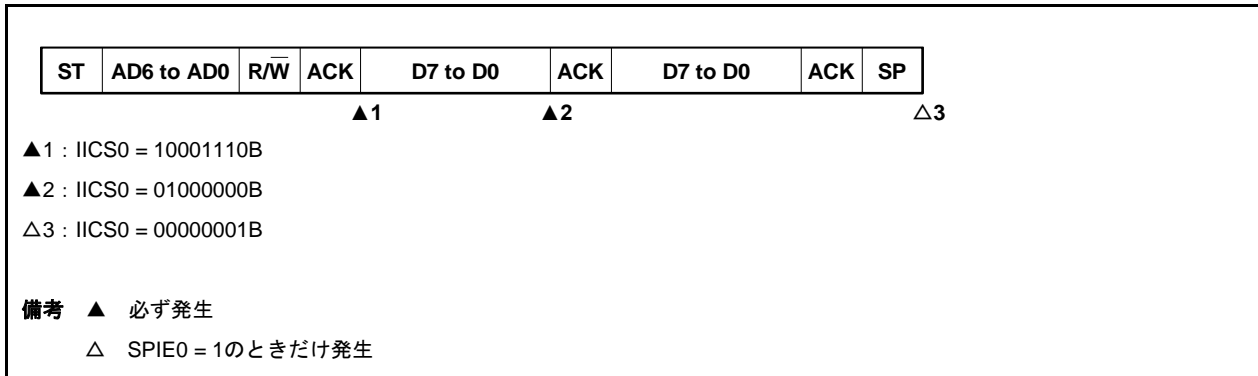 ST AD6 to AD0 R/W̅ ACK D7 to D0 ACK D7 to D0 ACK SP
▲1 ▲2 △3
▲1：IICS0 = 10001110B
▲2：IICS0 = 01000000B
△3：IICS0 = 00000001B
備考 ▲ 必ず発生
△ SPIE0 = 1のときだけ発生